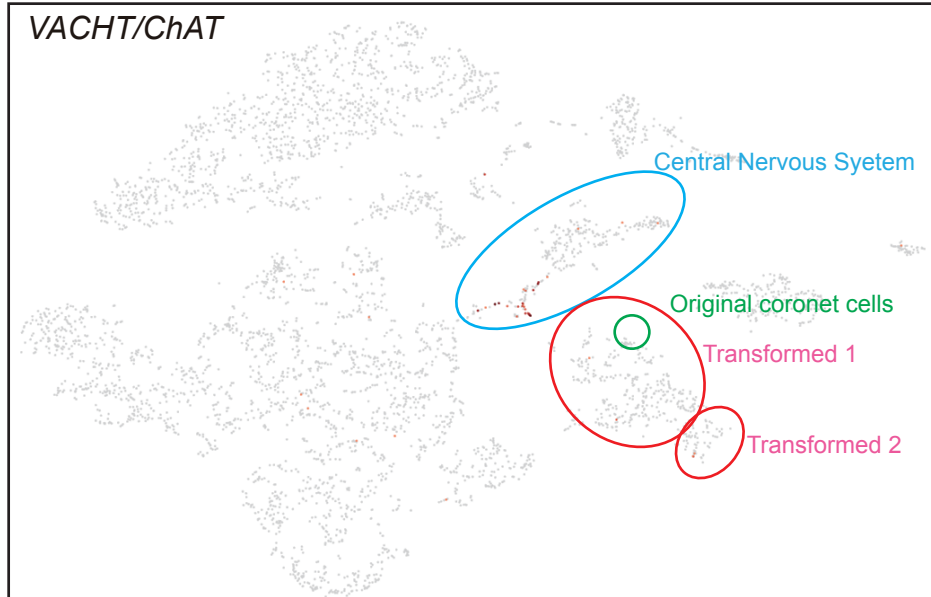 VACHT/ChAT
Central Nervous Syetem
Original coronet cells
Transformed 1
Transformed 2